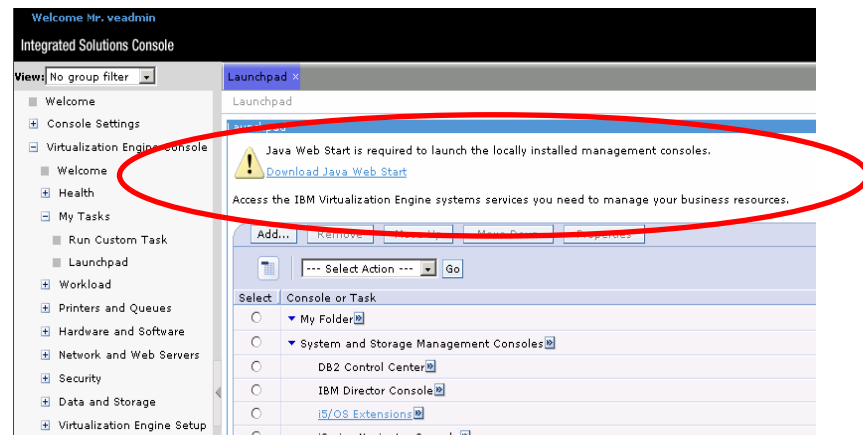 Welcome Mr. veadmin
Integrated Solutions Console
View: No group filter
Launchpad ×
Welcome
Console Settings
Virtualization Engine Console
Welcome
Health
My Tasks
Run Custom Task
Launchpad
Workload
Printers and Queues
Hardware and Software
Network and Web Servers
Security
Data and Storage
Virtualization Engine Setup
Launchpad
Launchpad
Java Web Start is required to launch the locally installed management consoles.
Download Java Web Start
Access the IBM Virtualization Engine systems services you need to manage your business resources.
Add... Remove Move Up Move Down Properties
--- Select Action --- Go
Select Console or Task
My Folder
System and Storage Management Consoles
DB2 Control Center
IBM Director Console
i5/OS Extensions